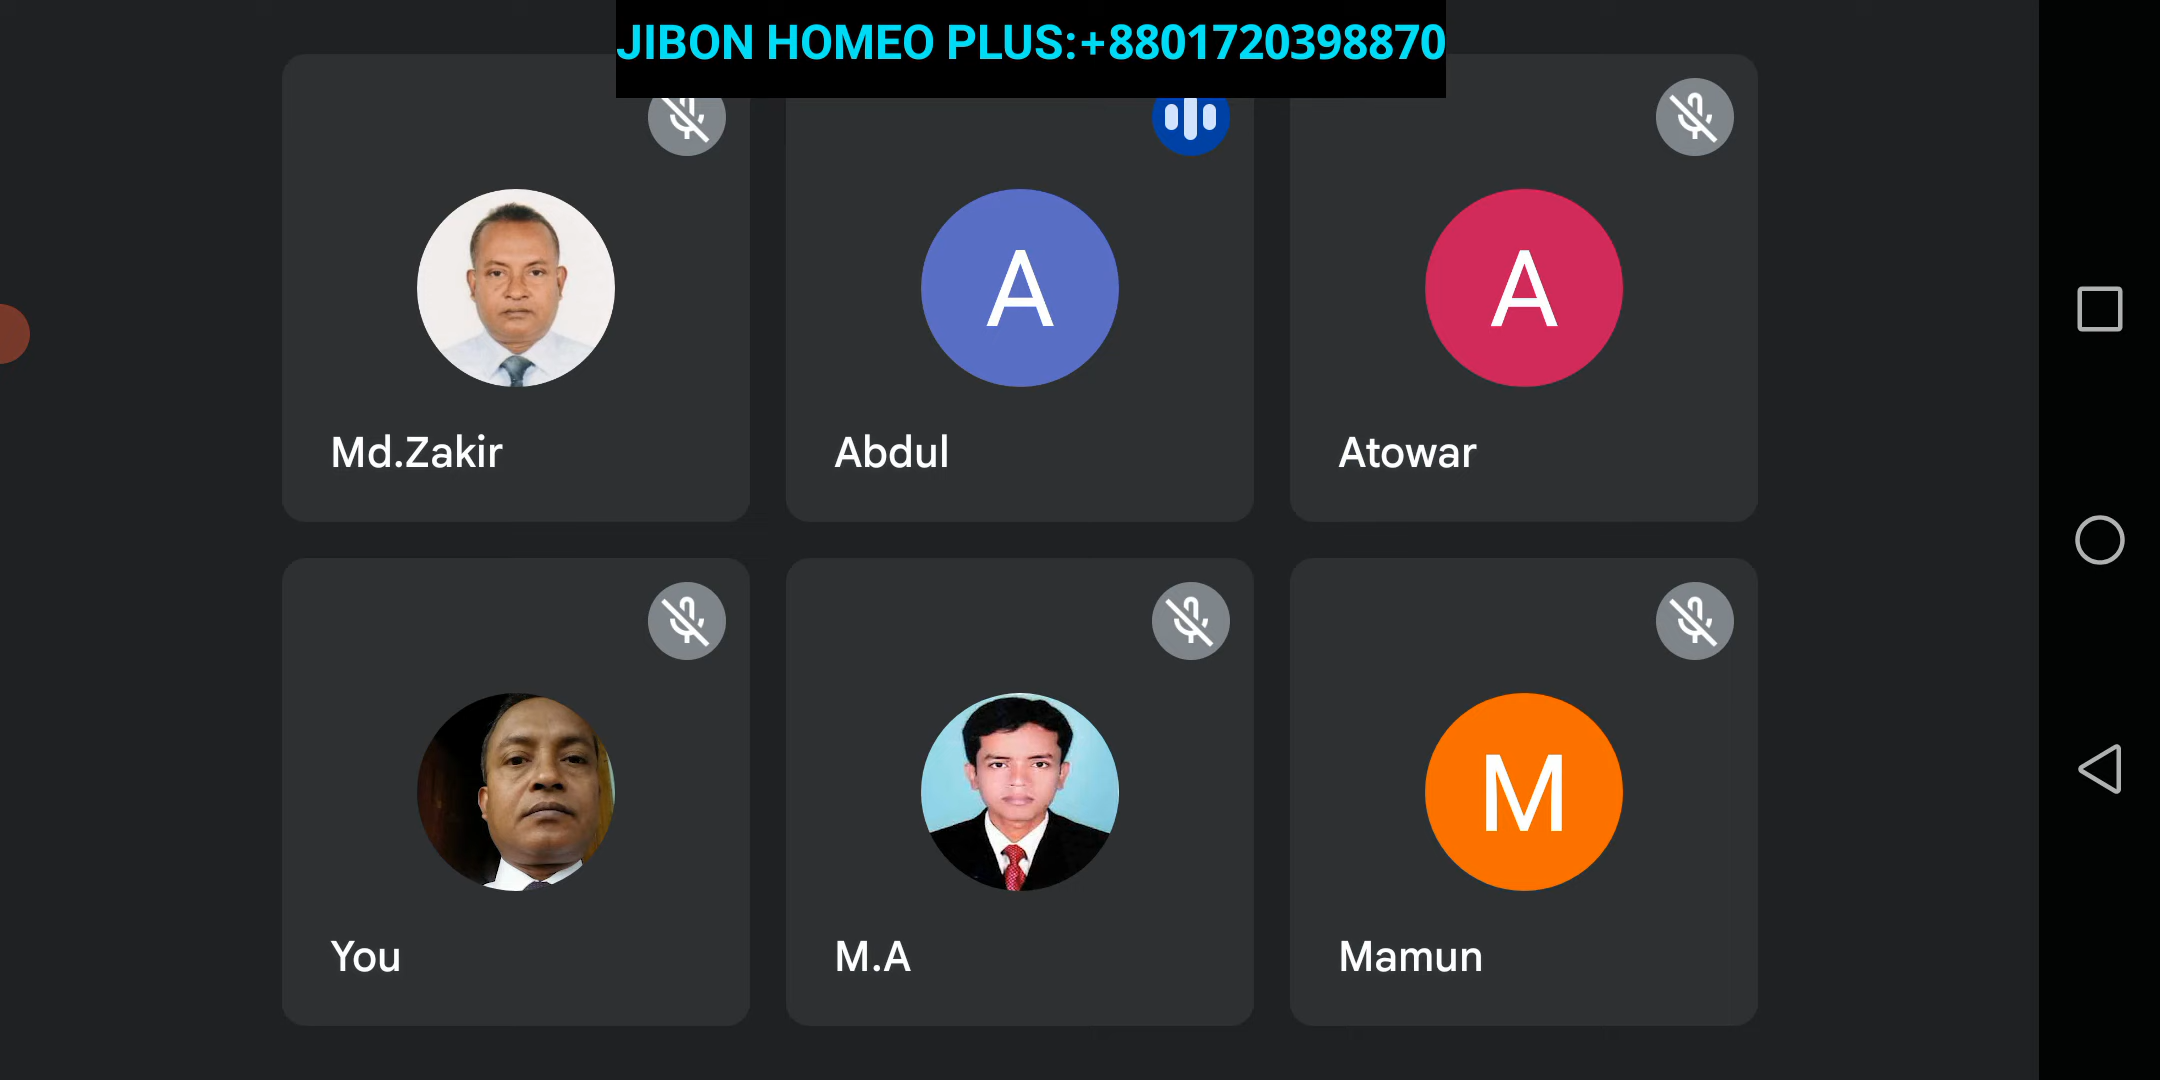 JIBON HOMEO PLUS:+8801720398870
A
A
Md.Zakir
Abdul
Atowar
M
You
M.A
Mamun